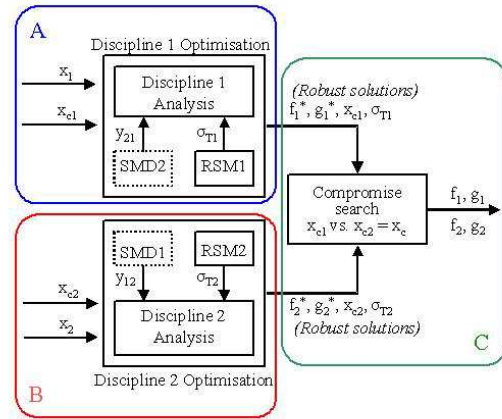 A
Discipline 1 Optimisation
x1
xc1
Discipline 1
Analysis
y21
σT1
SMD2
RSM1
(Robust solutions)
f1*, g1*, xc1, σT1
Compromise
search
xc1 vs. xc2 = xc
f1, g1
f2, g2
SMD1
RSM2
y12
σT2
xc2
x2
Discipline 2
Analysis
f2*, g2*, xc2, σT2
(Robust solutions)
B
Discipline 2 Optimisation
C